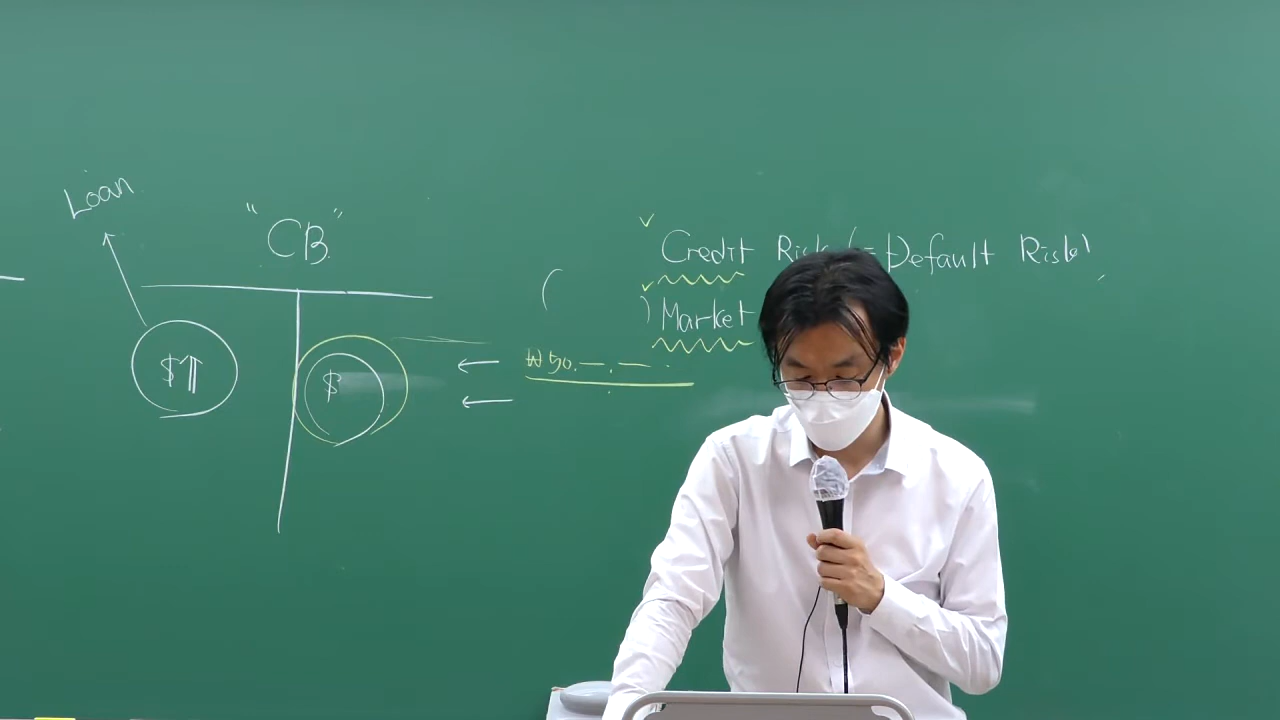 Loan
"CB"
$⇈
$
← ₩50.—.—.
←
✓
Credit Risk (=Default Risk)
✓
Market